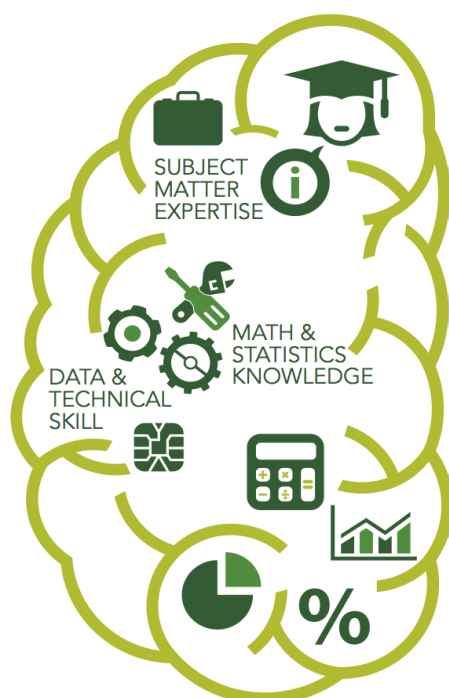 SUBJECT
MATTER
EXPERTISE
i
MATH &
STATISTICS
KNOWLEDGE
DATA &
TECHNICAL
SKILL
+ ×
− ÷ =
%